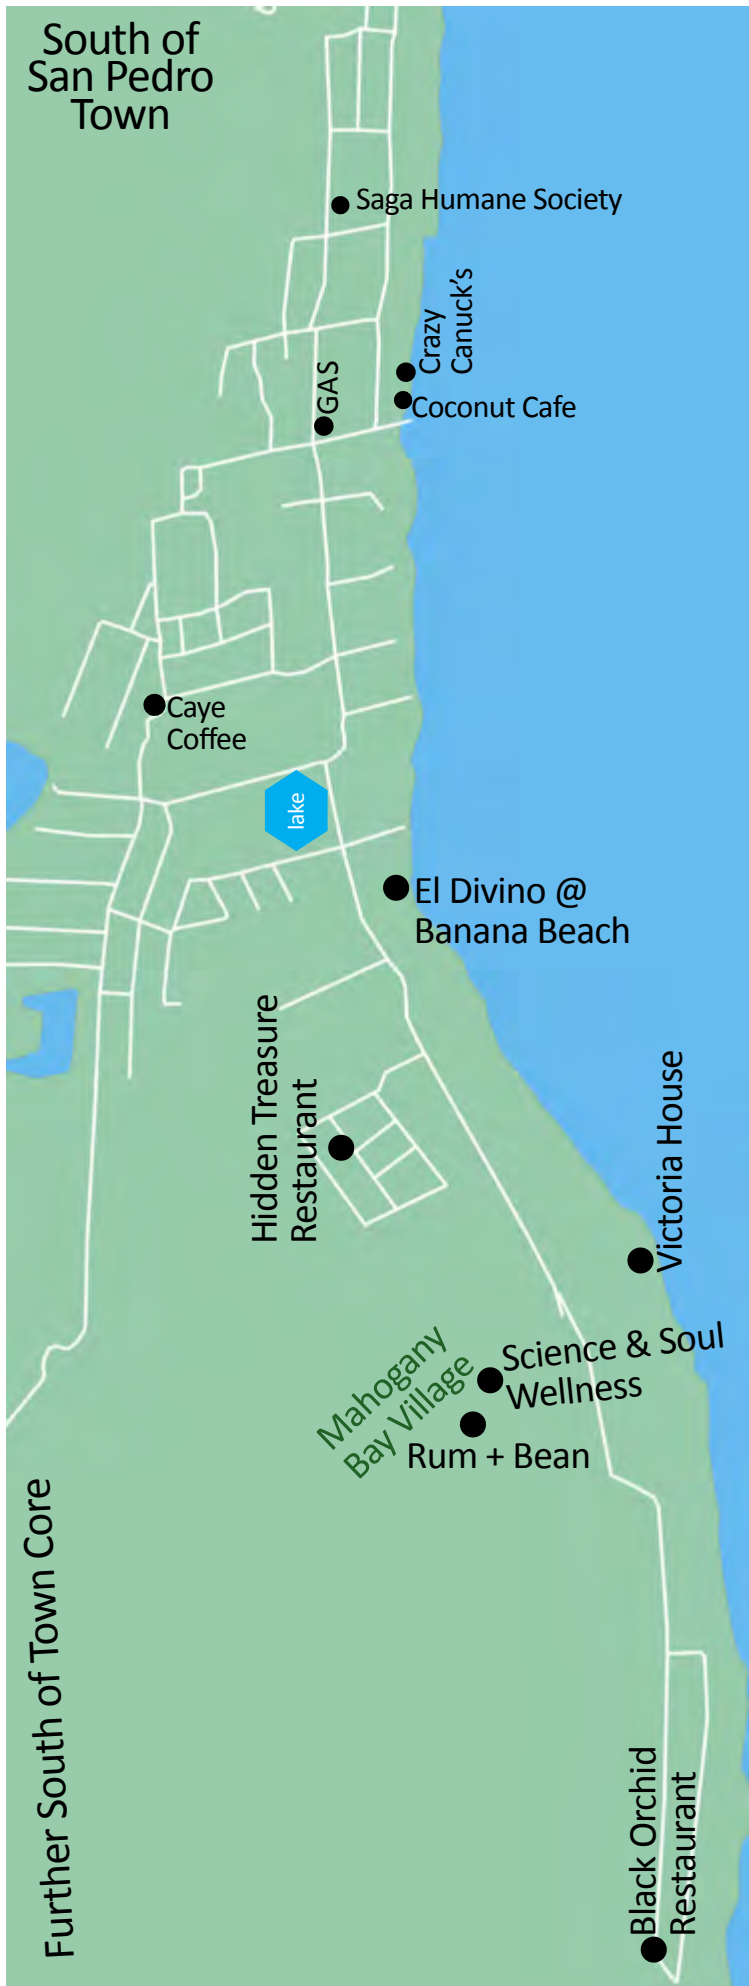 South of
San Pedro
Town
Saga Humane Society
Crazy
Canuck's
GAS
Coconut Cafe
Caye
Coffee
lake
El Divino @
Banana Beach
Hidden Treasure
Restaurant
Victoria House
Mahogany
Bay Village
Science & Soul
Wellness
Rum + Bean
Further South of Town Core
Black Orchid
Restaurant